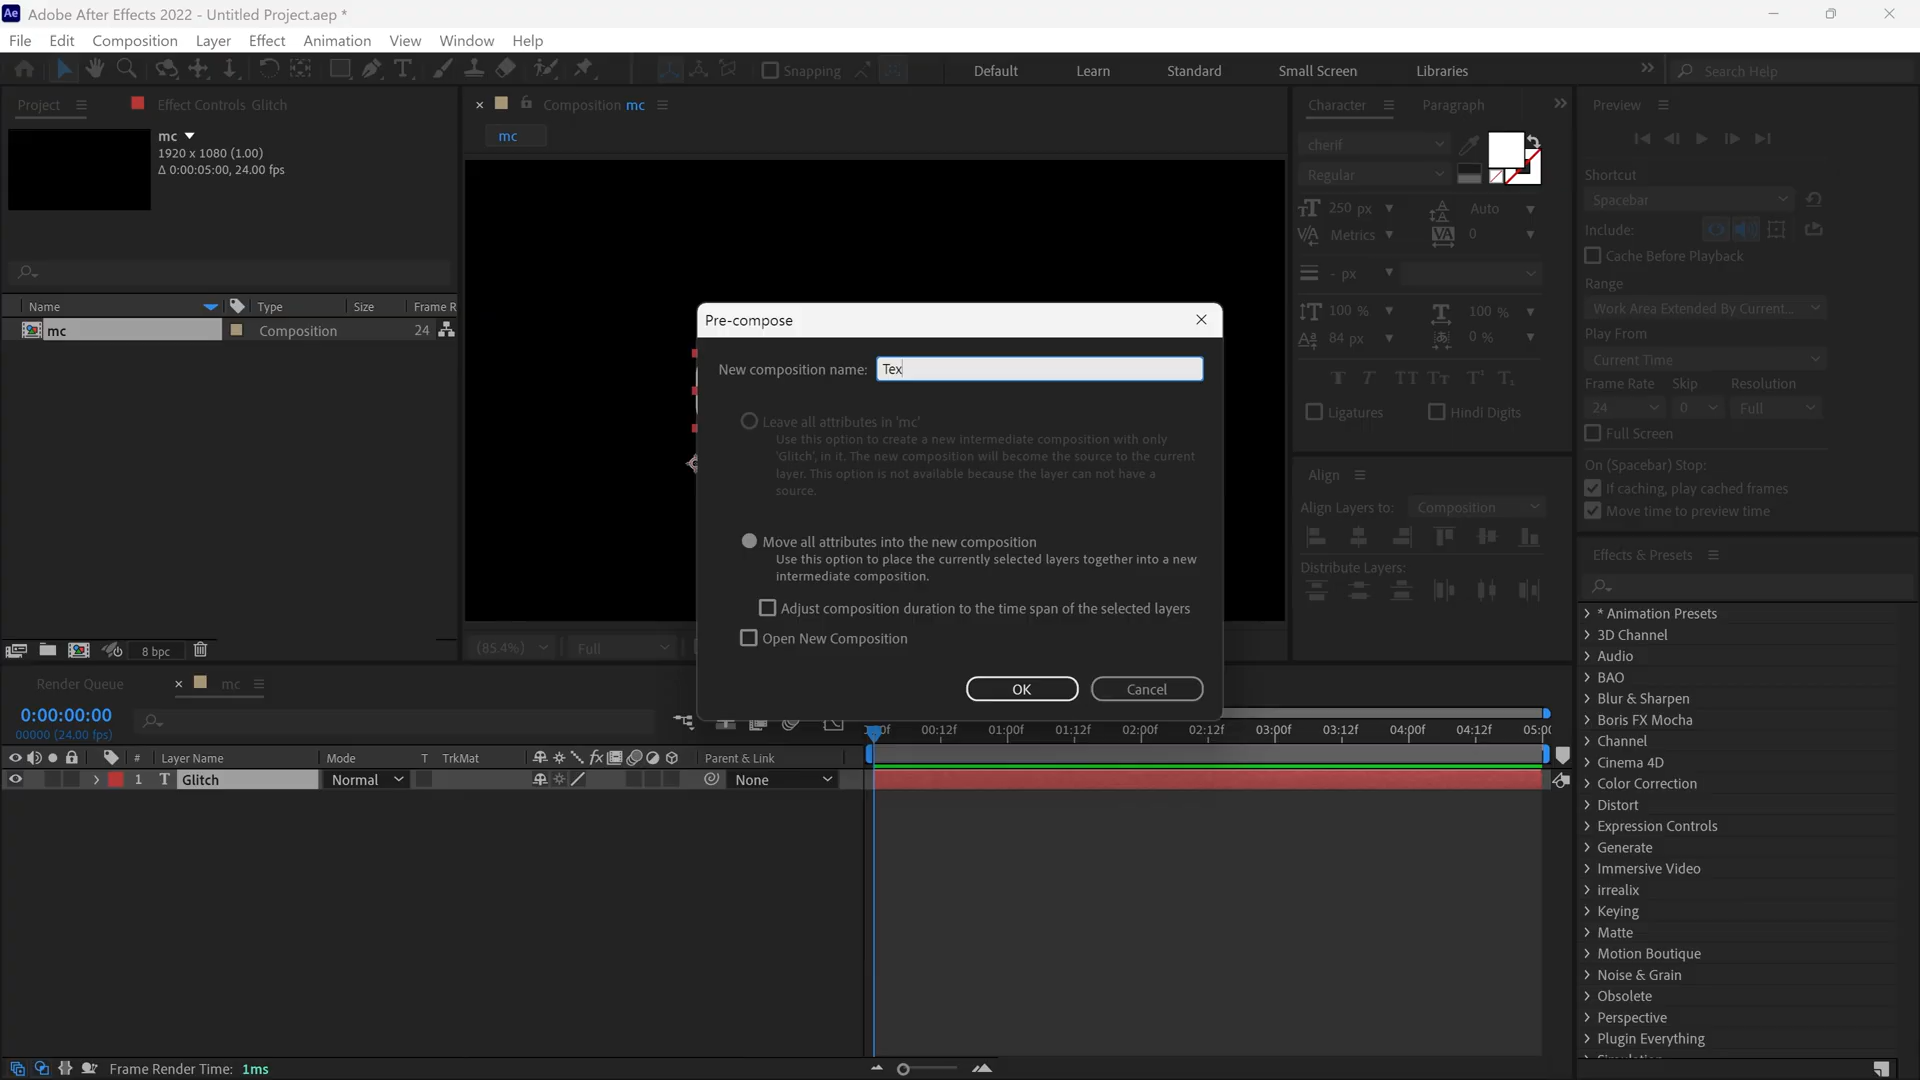 Adobe After Effects 2022 - Untitled Project.aep *
File Edit Composition Layer Effect Animation View Window Help
Snapping
Default Learn Standard Small Screen Libraries
Search Help
Project
Effect Controls Glitch
mc
1920 x 1080 (1.00)
Δ 0:00:05:00, 24.00 fps
Name Type Size Frame R
mc Composition 24
8 bpc
Composition mc
mc
(85.4%) Full
Character Paragraph
cherif
Regular
250 px Auto
Metrics 0
- px
100 % 100 %
84 px 0 %
Ligatures Hindi Digits
Align
Align Layers to: Composition
Distribute Layers:
Preview
Shortcut
Spacebar
Include:
Cache Before Playback
Range
Work Area Extended By Current...
Play From
Current Time
Frame Rate Skip Resolution
24 0 Full
Full Screen
On (Spacebar) Stop:
If caching, play cached frames
Move time to preview time
Effects & Presets
* Animation Presets
3D Channel
Audio
BAO
Blur & Sharpen
Boris FX Mocha
Channel
Cinema 4D
Color Correction
Distort
Expression Controls
Generate
Immersive Video
irrealix
Keying
Matte
Motion Boutique
Noise & Grain
Obsolete
Perspective
Plugin Everything
Pre-compose
New composition name: Tex
Leave all attributes in 'mc'
Use this option to create a new intermediate composition with only
'Glitch', in it. The new composition will become the source to the current
layer. This option is not available because the layer can not have a
source.
Move all attributes into the new composition
Use this option to place the currently selected layers together into a new
intermediate composition.
Adjust composition duration to the time span of the selected layers
Open New Composition
OK Cancel
Render Queue
mc
0:00:00:00
00000 (24.00 fps)
00:12f 01:00f 01:12f 02:00f 02:12f 03:00f 03:12f 04:00f 04:12f
# Layer Name Mode T TrkMat fx Parent & Link
1 T Glitch Normal None
Frame Render Time: 1ms